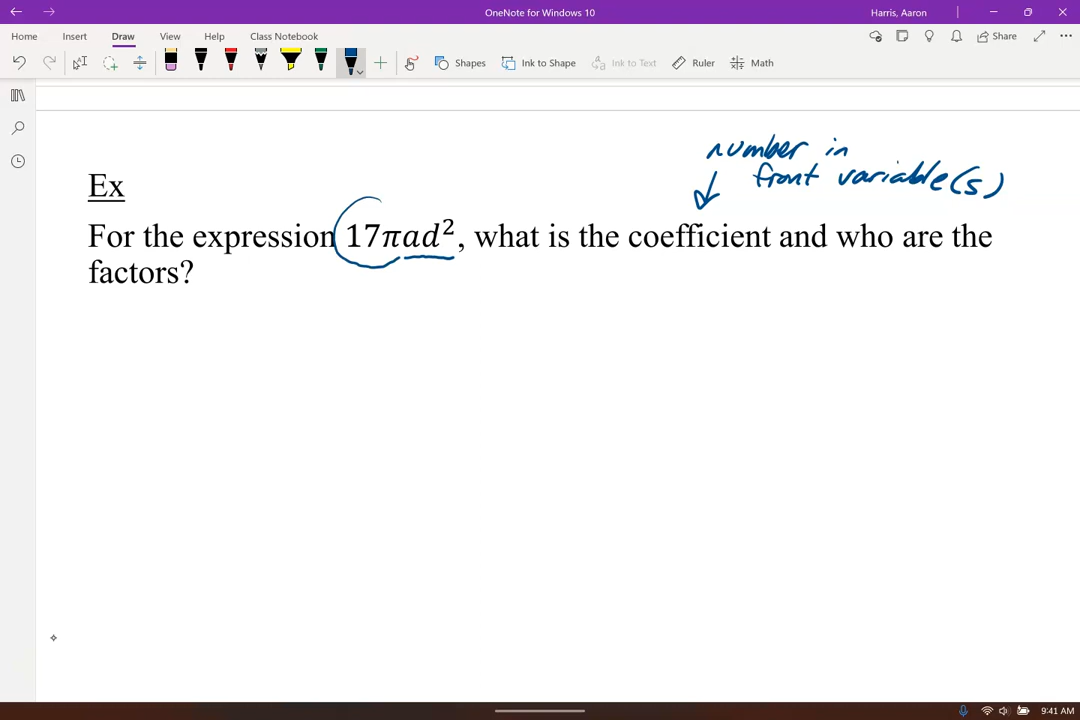 OneNote for Windows 10
Harris, Aaron
Home Insert Draw View Help Class Notebook
Share
Shapes Ink to Shape Ink to Text Ruler Math
number in
front variable(s)
Ex
For the expression 17πad², what is the coefficient and who are the
factors?
9:41 AM